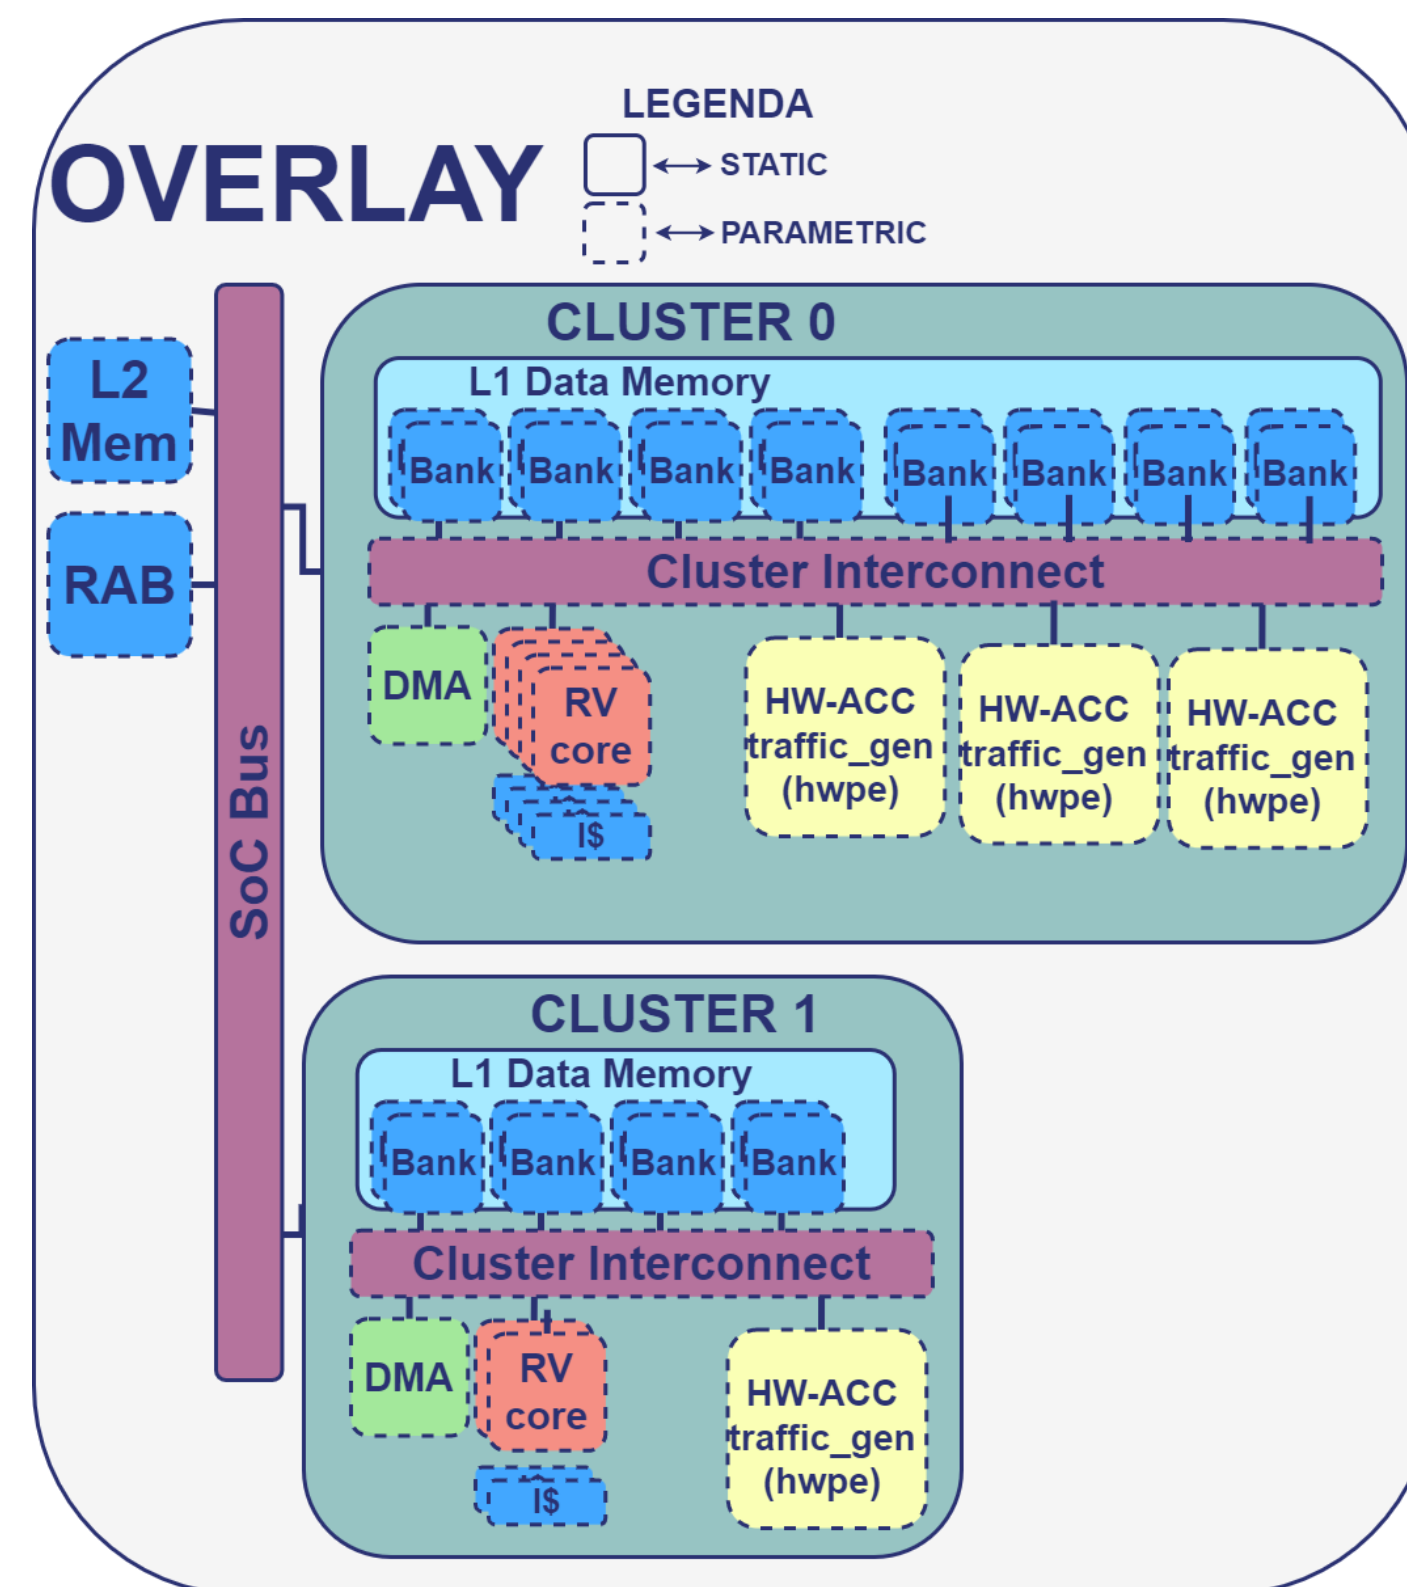 LEGENDA
OVERLAY
STATIC
PARAMETRIC
L2
Mem
RAB
SoC Bus
CLUSTER 0
L1 Data Memory
Bank Bank Bank Bank Bank Bank Bank Bank
Cluster Interconnect
DMA
RV
core
I$
HW-ACC
traffic_gen
(hwpe)
HW-ACC
traffic_gen
(hwpe)
HW-ACC
traffic_gen
(hwpe)
CLUSTER 1
L1 Data Memory
Bank Bank Bank Bank
Cluster Interconnect
DMA
RV
core
I$
HW-ACC
traffic_gen
(hwpe)